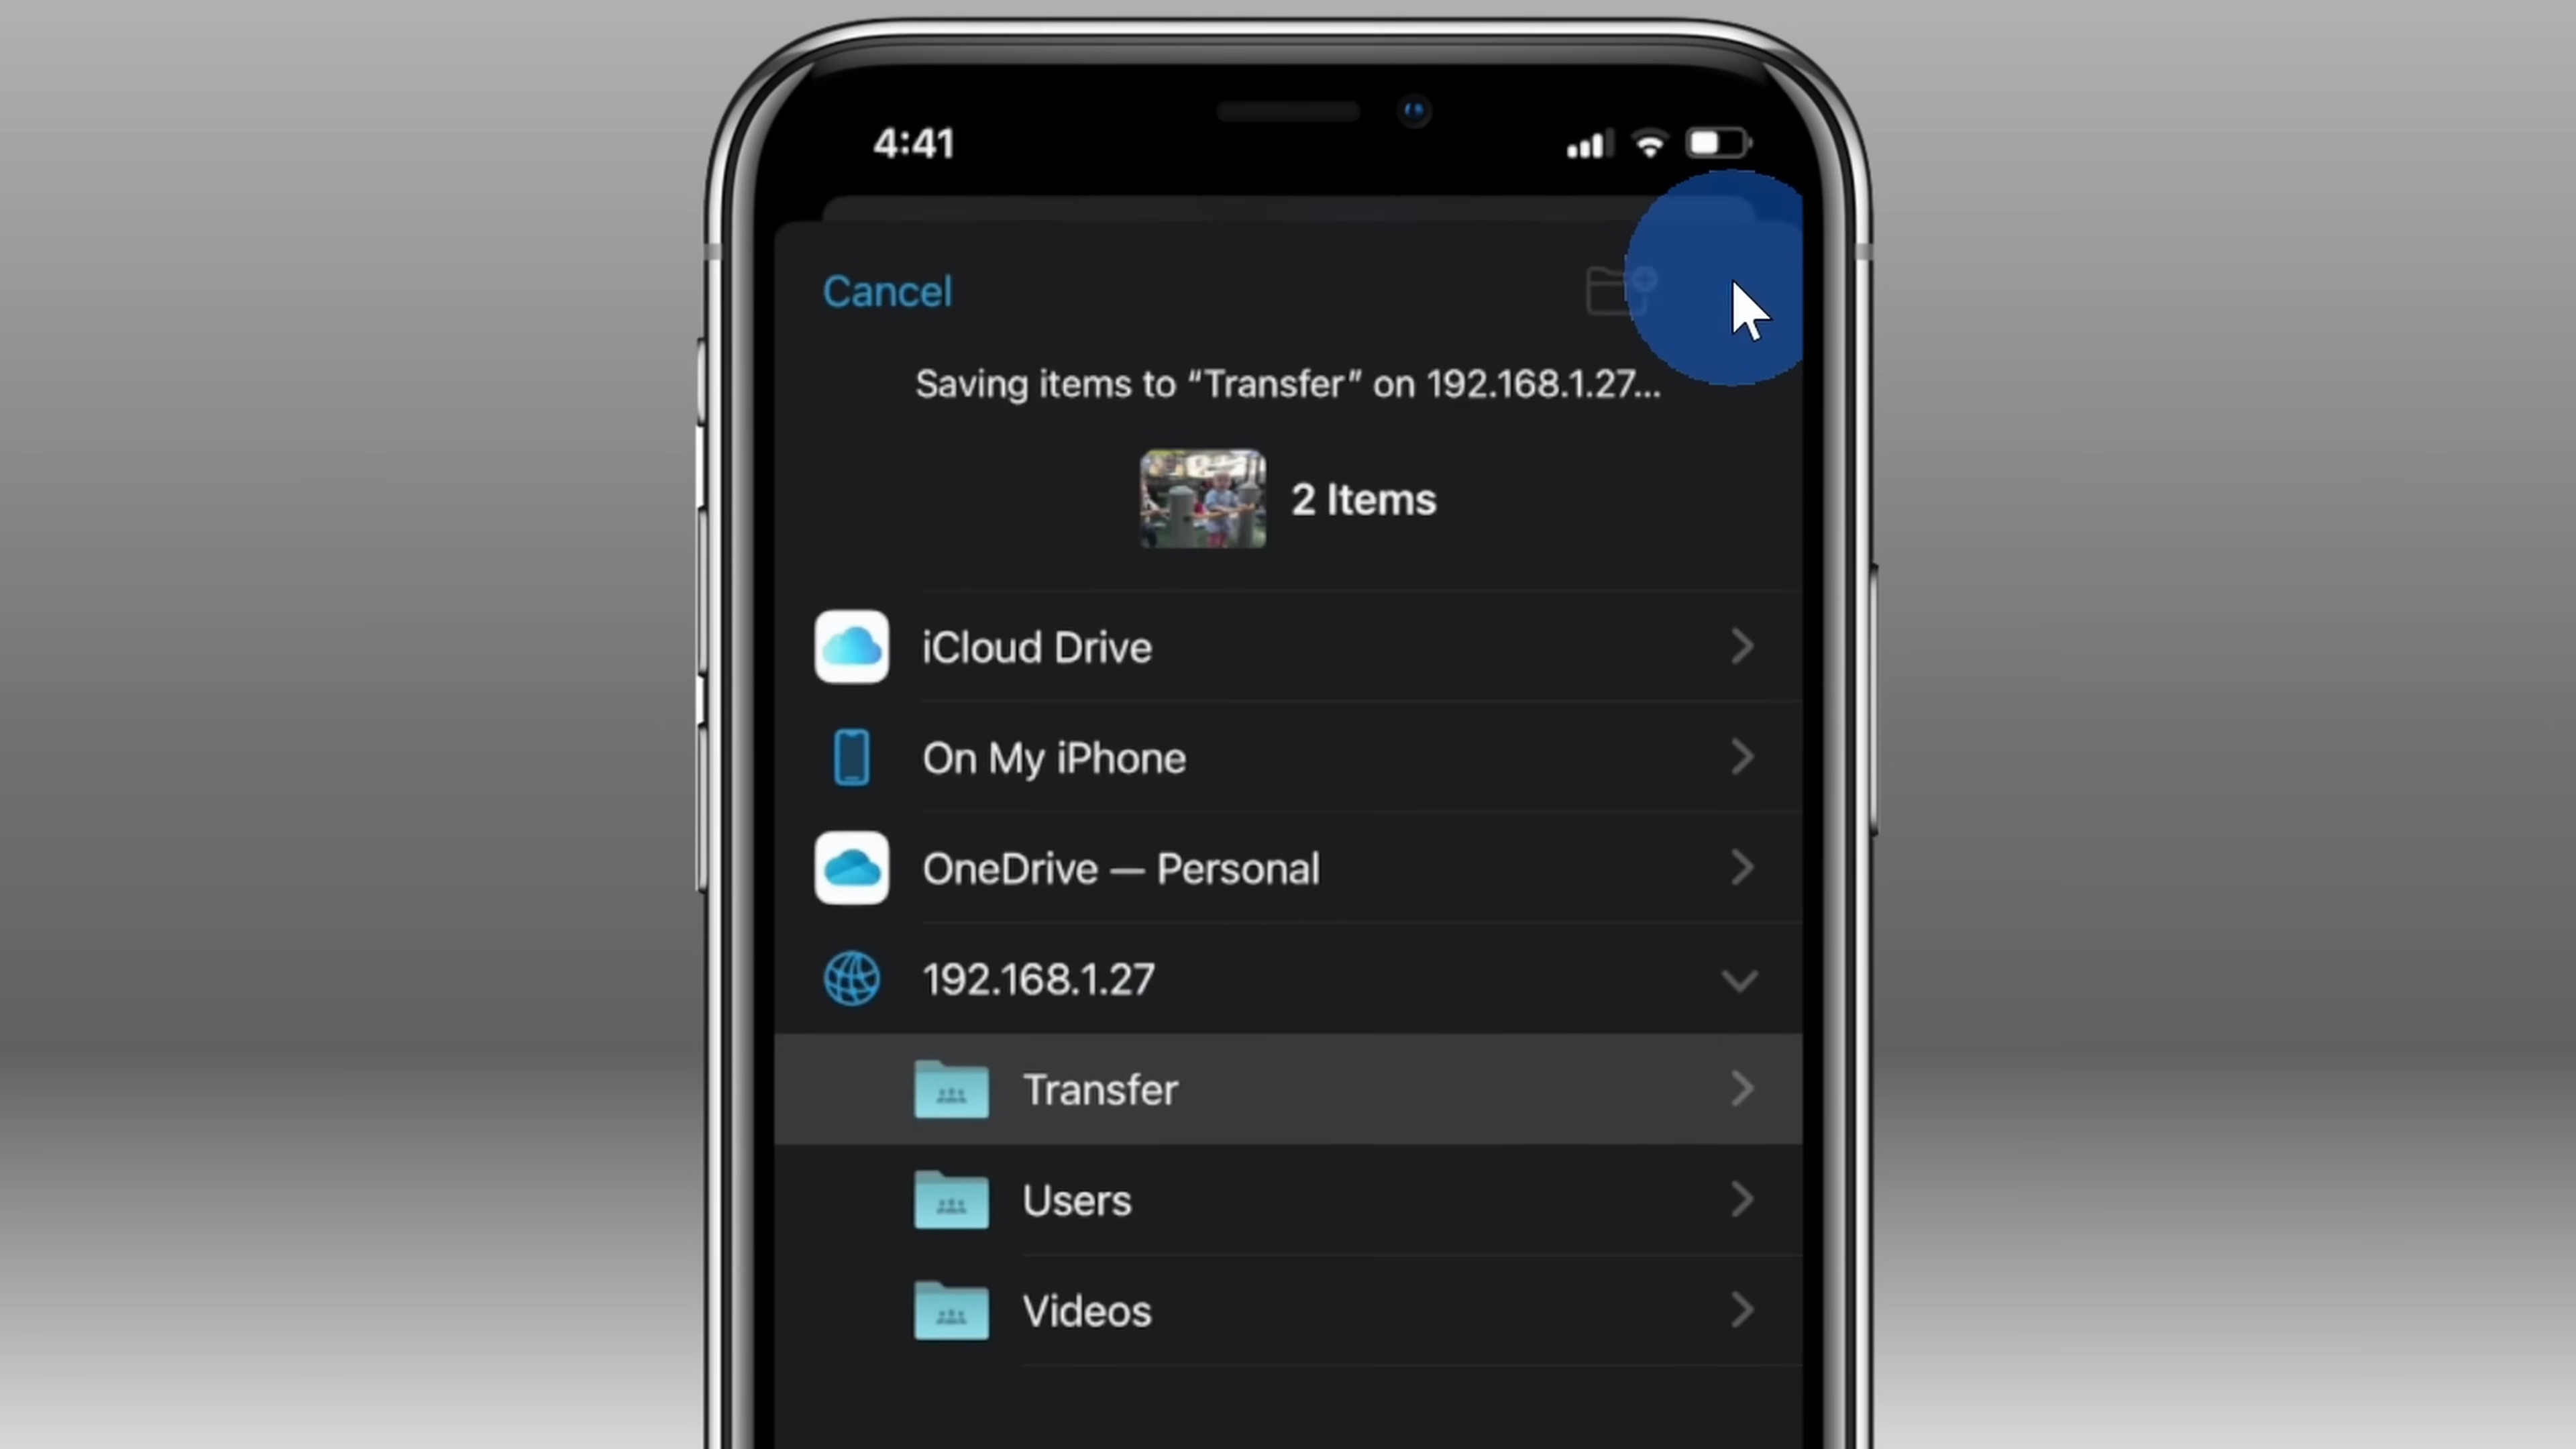 4:41
Cancel
Saving items to “Transfer” on 192.168.1.27...
2 Items
iCloud Drive
On My iPhone
OneDrive — Personal
192.168.1.27
Transfer
Users
Videos